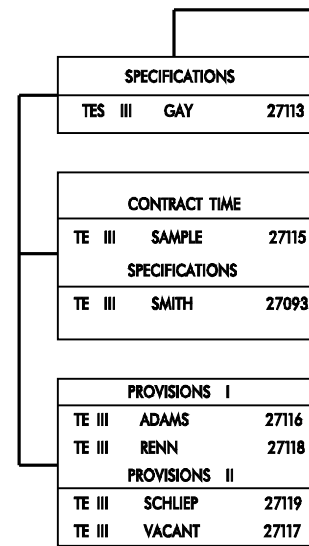 SPECIFICATIONS
TES III GAY 27113
CONTRACT TIME
TE III SAMPLE 27115
SPECIFICATIONS
TE III SMITH 27093
PROVISIONS I
TE III ADAMS 27116
TE III RENN 27118
PROVISIONS II
TE III SCHLIEP 27119
TE III VACANT 27117